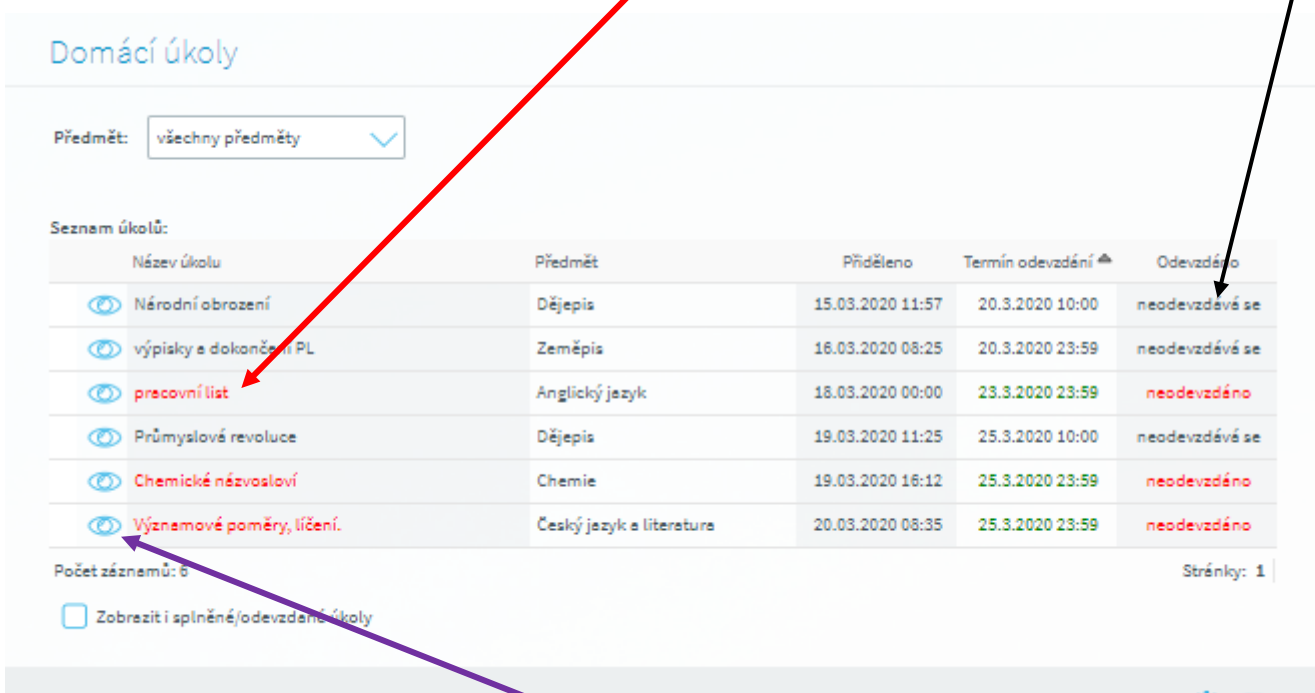 Domácí úkoly
Předmět: všechny předměty
Seznam úkolů:
Název úkolu Předmět Přiděleno Termín odevzdání Odevzdáno
Národní obrození Dějepis 15.03.2020 11:57 20.3.2020 10:00 neodevzdává se
výpisky a dokončení PL Zeměpis 16.03.2020 08:25 20.3.2020 23:59 neodevzdává se
pracovní list Anglický jazyk 18.03.2020 00:00 23.3.2020 23:59 neodevzdáno
Průmyslová revoluce Dějepis 19.03.2020 11:25 25.3.2020 10:00 neodevzdává se
Chemické názvosloví Chemie 19.03.2020 16:12 25.3.2020 23:59 neodevzdáno
Významové poměry, líčení. Český jazyk a literatura 20.03.2020 08:35 25.3.2020 23:59 neodevzdáno
Počet záznamů: 6 Stránky: 1
Zobrazit i splněné/odevzdané úkoly